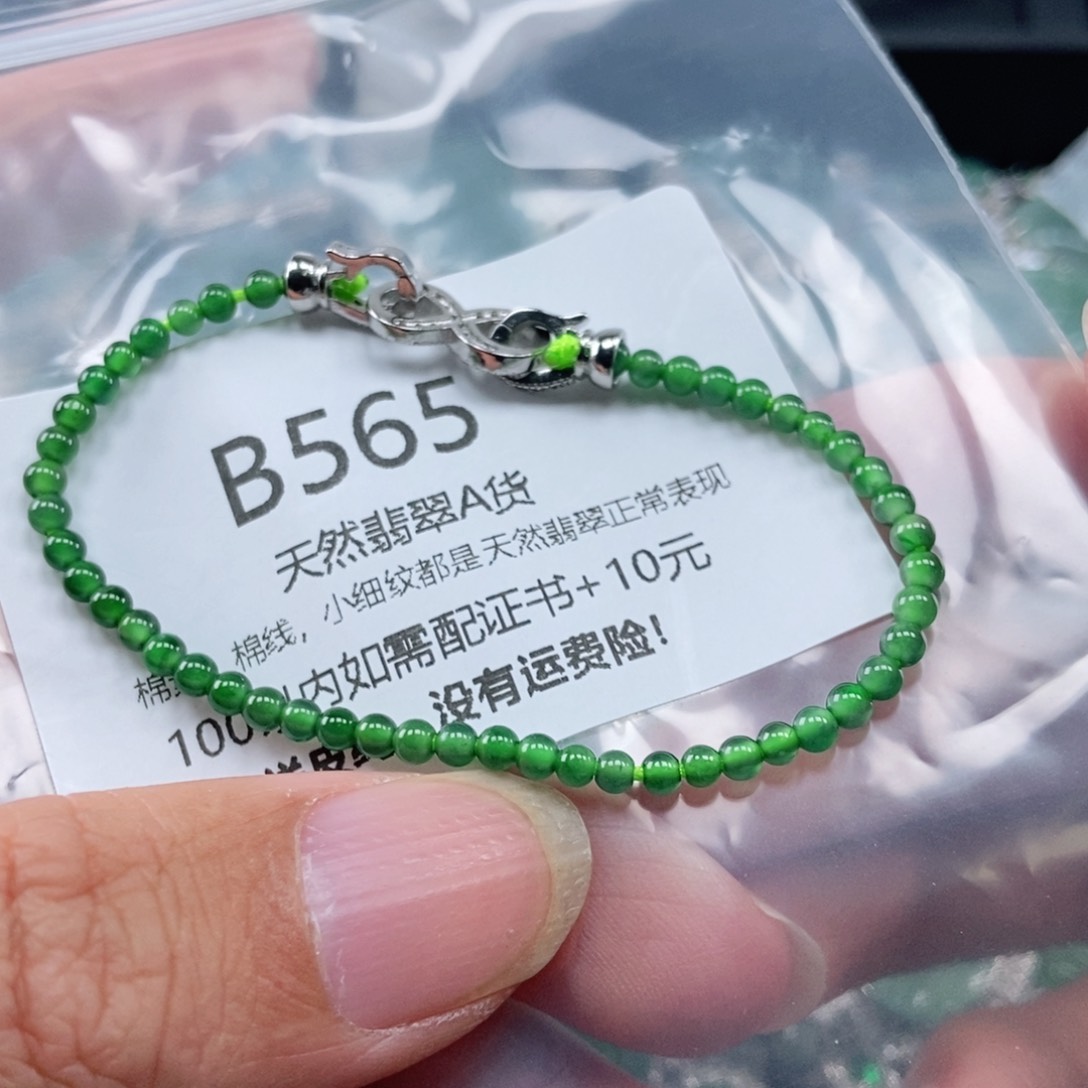 B565
天然翡翠A货
棉线，小细纹都是天然翡翠正常表现
棉
100 内如需配证书+10元
没有运费险！